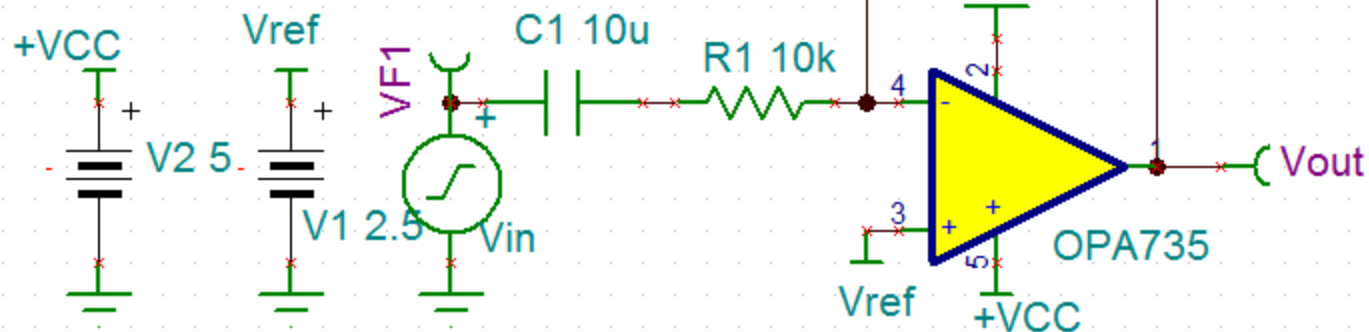 +VCC
Vref
VF1
C1 10u
R1 10k
+
+
+
-
-
V2 5
V1 2.5
Vin
4
-
2
1
Vout
3
+
+
5
OPA735
Vref
+VCC